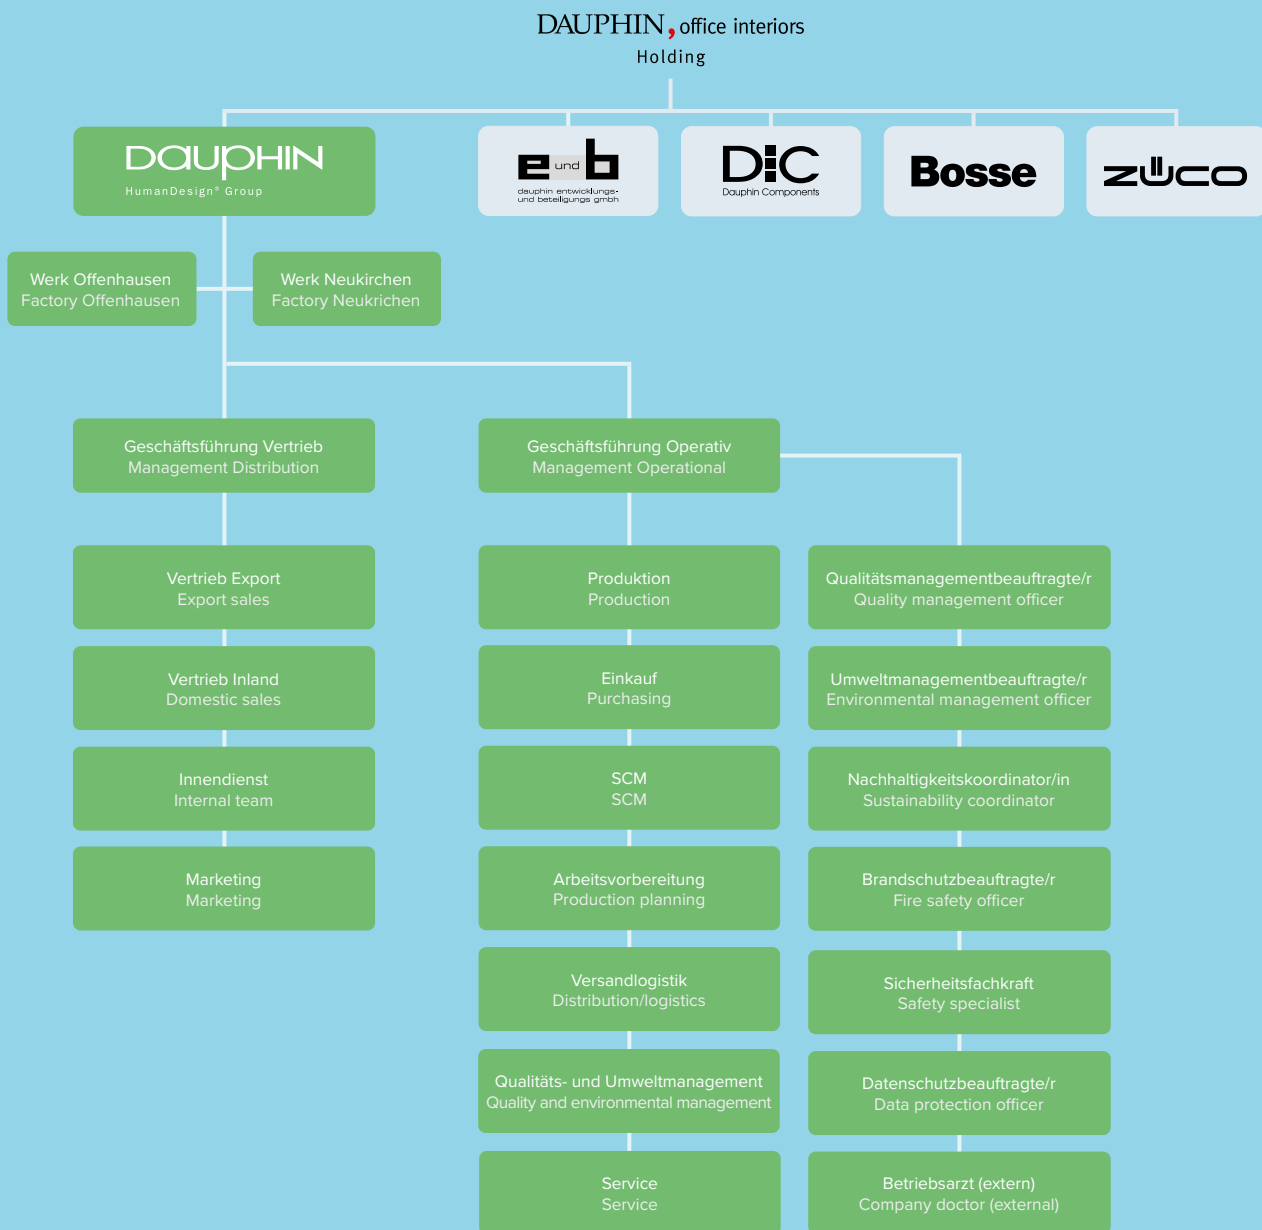 DAUPHIN, office interiors
Holding
DAUPHIN
HumanDesign® Group
e und b
dauphin entwicklungs-
und beteiligungs gmbh
DiC
Dauphin Components
Bosse
züco
Werk Offenhausen
Factory Offenhausen
Werk Neukirchen
Factory Neukrichen
Geschäftsführung Vertrieb
Management Distribution
Geschäftsführung Operativ
Management Operational
Vertrieb Export
Export sales
Vertrieb Inland
Domestic sales
Innendienst
Internal team
Marketing
Marketing
Produktion
Production
Einkauf
Purchasing
SCM
SCM
Arbeitsvorbereitung
Production planning
Versandlogistik
Distribution/logistics
Qualitäts- und Umweltmanagement
Quality and environmental management
Service
Service
Qualitätsmanagementbeauftragte/r
Quality management officer
Umweltmanagementbeauftragte/r
Environmental management officer
Nachhaltigkeitskoordinator/in
Sustainability coordinator
Brandschutzbeauftragte/r
Fire safety officer
Sicherheitsfachkraft
Safety specialist
Datenschutzbeauftragte/r
Data protection officer
Betriebsarzt (extern)
Company doctor (external)